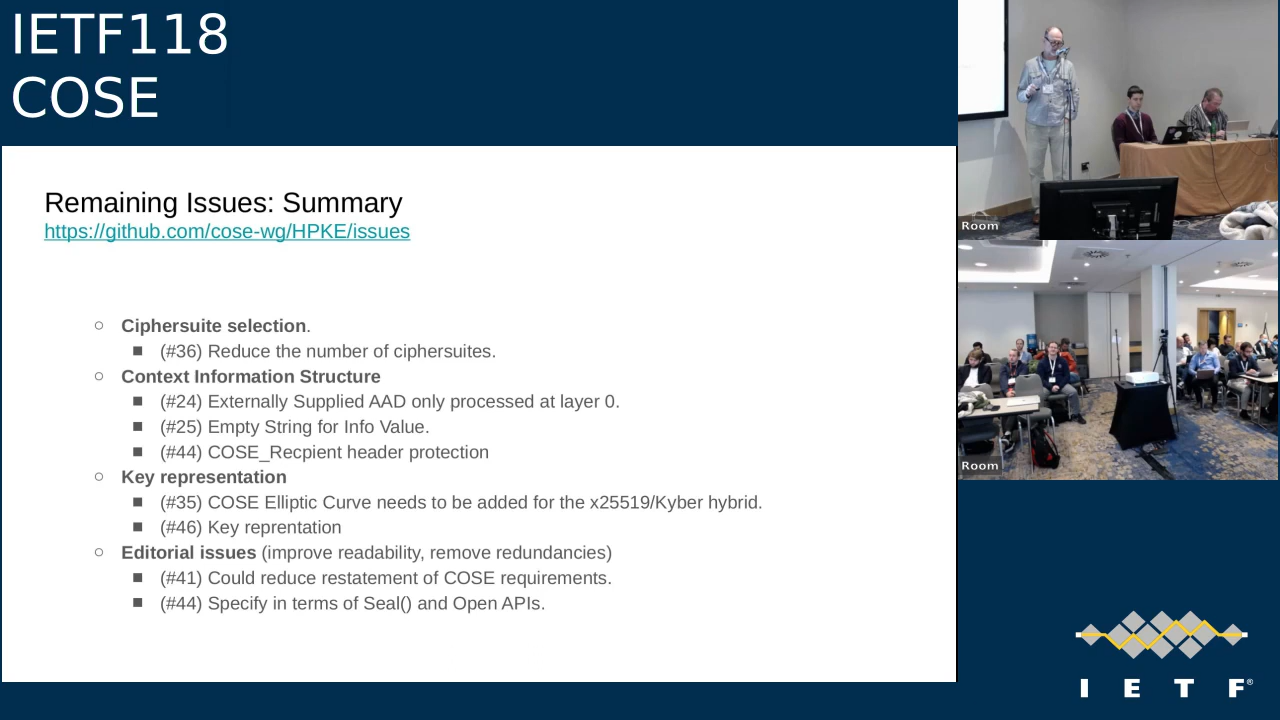 IETF118
COSE
Remaining Issues: Summary
https://github.com/cose-wg/HPKE/issues
○ Ciphersuite selection.
■ (#36) Reduce the number of ciphersuites.
○ Context Information Structure
■ (#24) Externally Supplied AAD only processed at layer 0.
■ (#25) Empty String for Info Value.
■ (#44) COSE_Recpient header protection
○ Key representation
■ (#35) COSE Elliptic Curve needs to be added for the x25519/Kyber hybrid.
■ (#46) Key reprentation
○ Editorial issues (improve readability, remove redundancies)
■ (#41) Could reduce restatement of COSE requirements.
■ (#44) Specify in terms of Seal() and Open APIs.
Room
Room
I E T F®